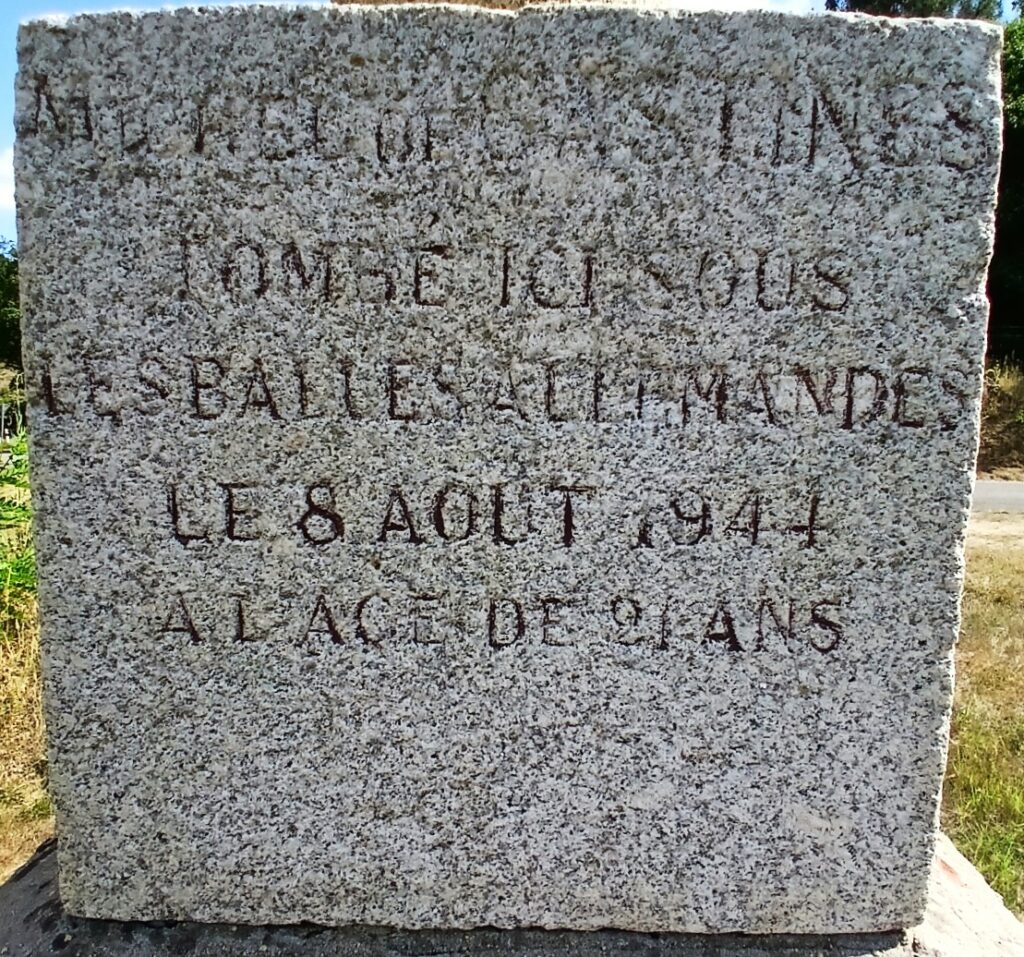 TOMBÉ ICI SOUS
LES BALLES ALLEMANDES
LE 8 AOUT 1944
A L AGE DE 21 ANS